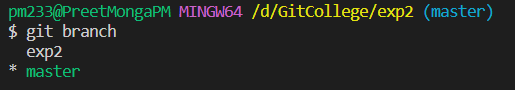 pm233@PreetMongaPM MINGW64 /d/GitCollege/exp2 (master)
$ git branch
  exp2
* master